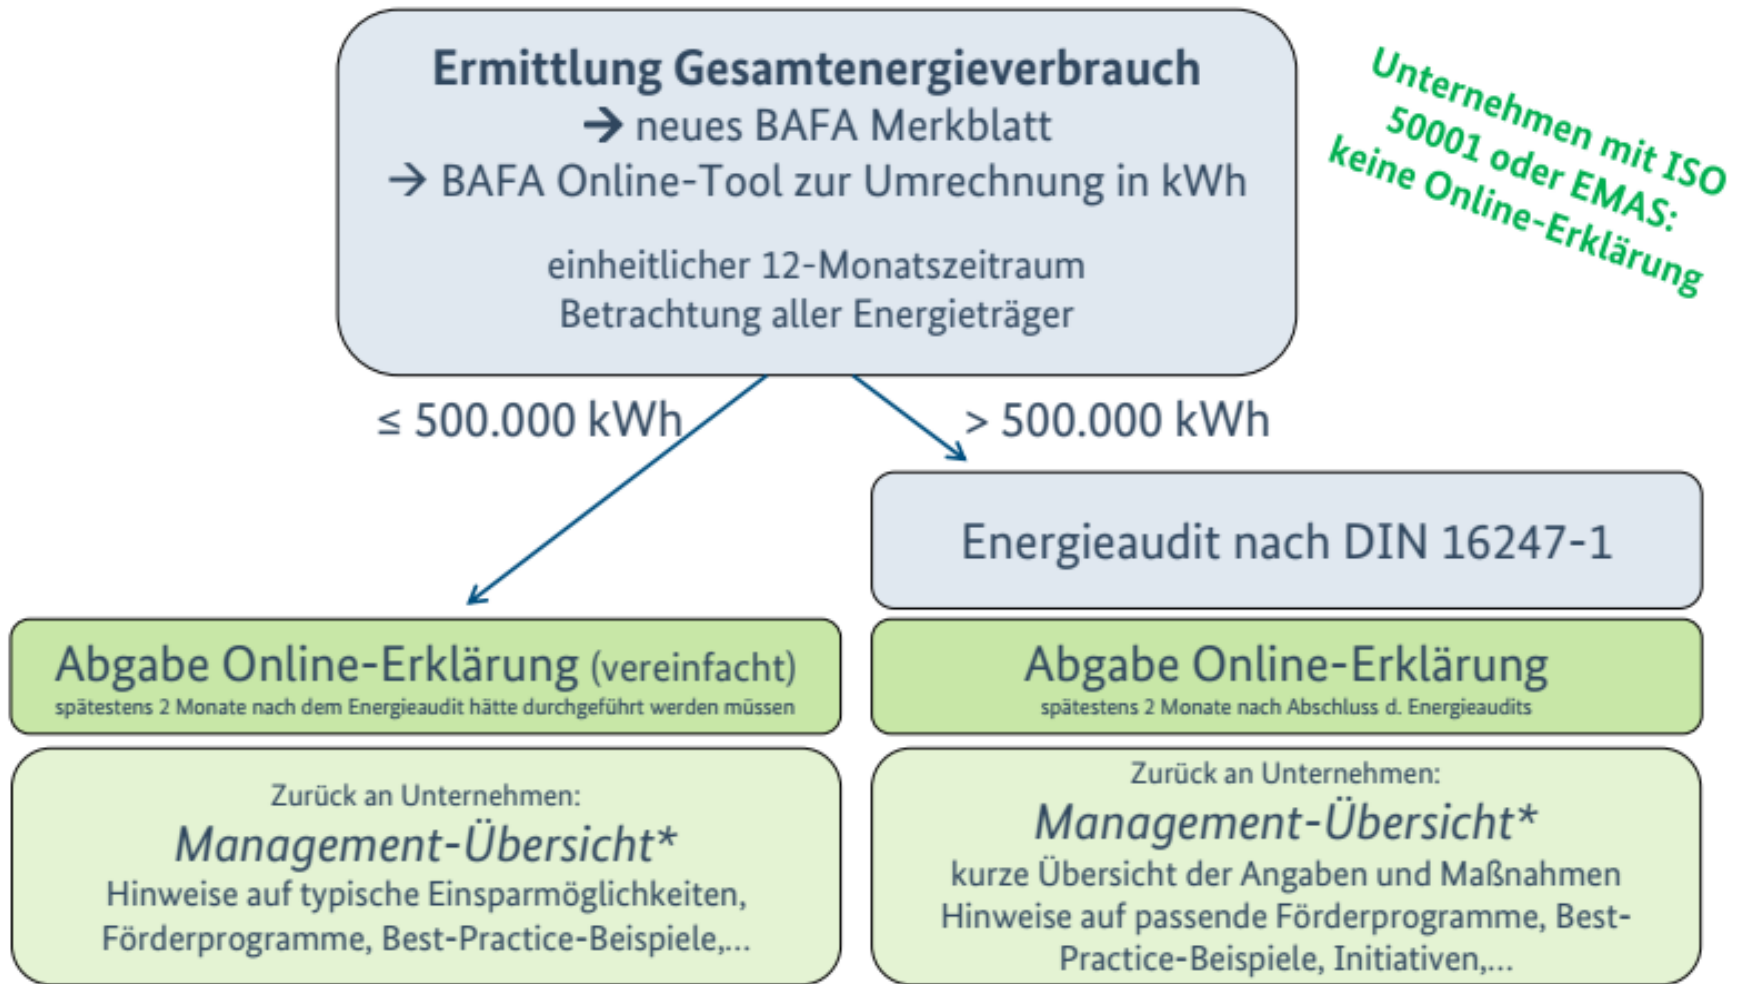 Ermittlung Gesamtenergieverbrauch
→ neues BAFA Merkblatt
→ BAFA Online-Tool zur Umrechnung in kWh
einheitlicher 12-Monatszeitraum
Betrachtung aller Energieträger
Unternehmen mit ISO
50001 oder EMAS:
keine Online-Erklärung
≤ 500.000 kWh
> 500.000 kWh
Energieaudit nach DIN 16247-1
Abgabe Online-Erklärung (vereinfacht)
spätestens 2 Monate nach dem Energieaudit hätte durchgeführt werden müssen
Abgabe Online-Erklärung
spätestens 2 Monate nach Abschluss d. Energieaudits
Zurück an Unternehmen:
Management-Übersicht*
Hinweise auf typische Einsparmöglichkeiten,
Förderprogramme, Best-Practice-Beispiele,...
Zurück an Unternehmen:
Management-Übersicht*
kurze Übersicht der Angaben und Maßnahmen
Hinweise auf passende Förderprogramme, Best-
Practice-Beispiele, Initiativen,...